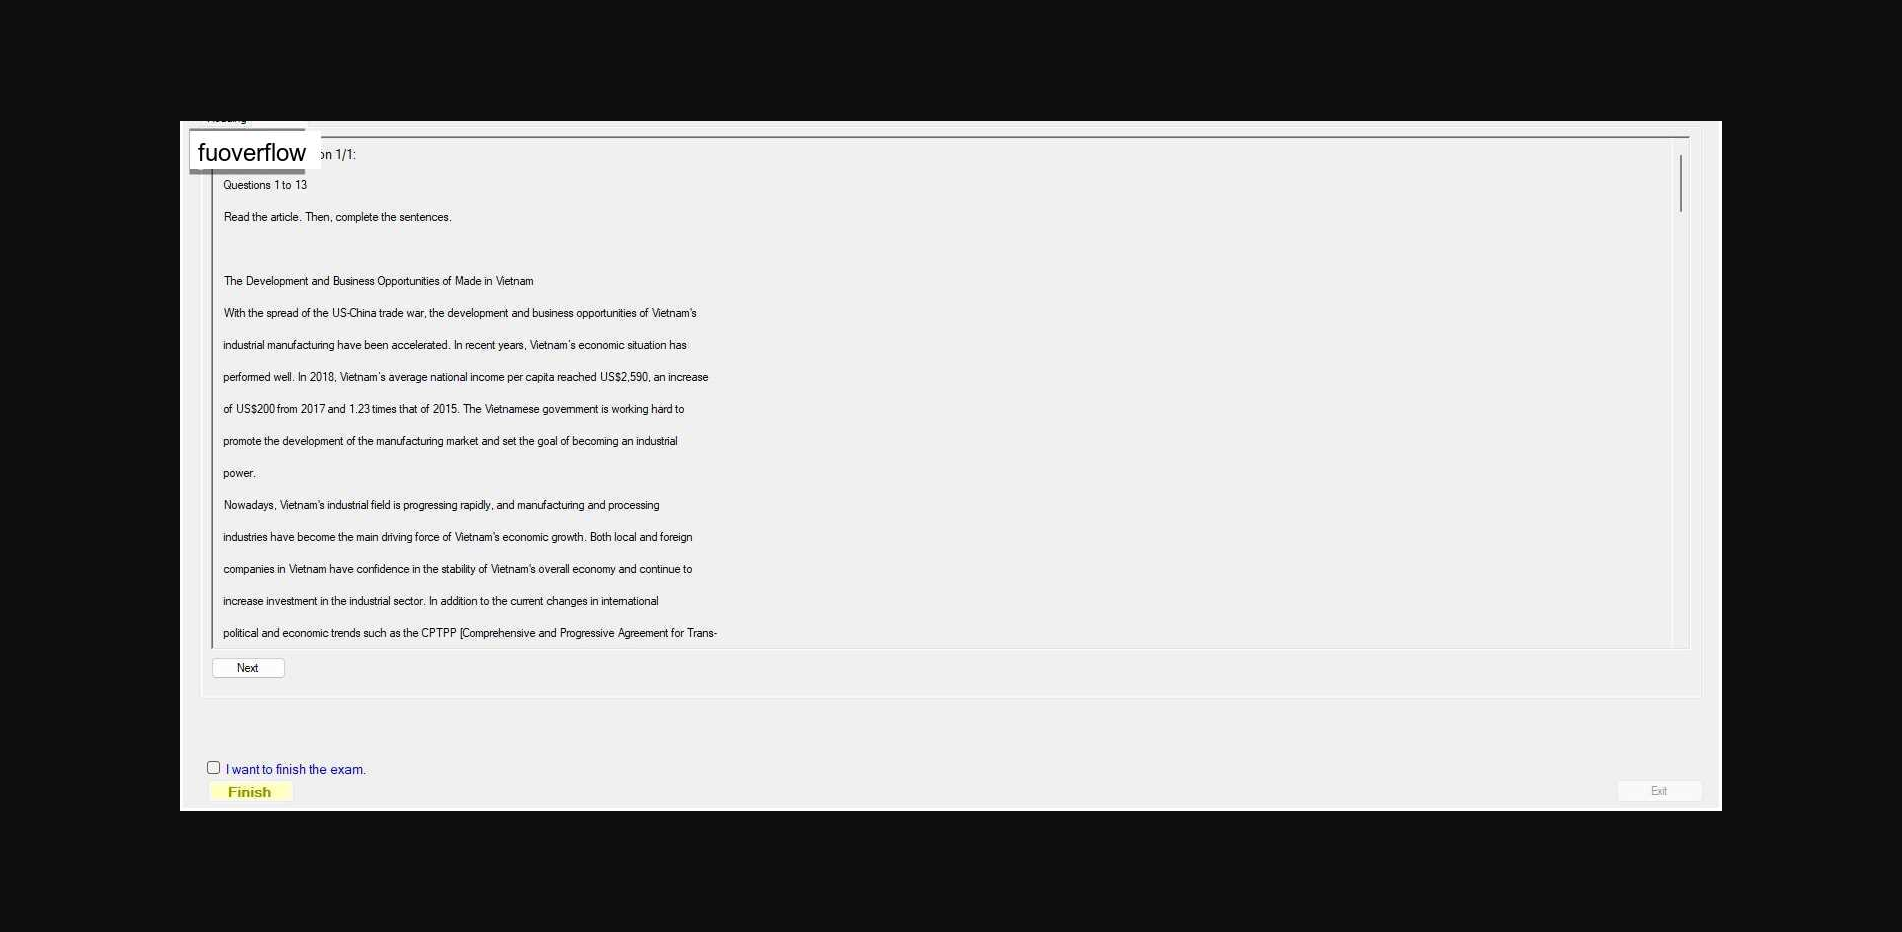 fuoverflow
on 1/1:
Questions 1 to 13
Read the article. Then, complete the sentences.
The Development and Business Opportunities of Made in Vietnam
With the spread of the US-China trade war, the development and business opportunities of Vietnam's
industrial manufacturing have been accelerated. In recent years, Vietnam's economic situation has
performed well. In 2018, Vietnam's average national income per capita reached US$2,590, an increase
of US$200 from 2017 and 1.23 times that of 2015. The Vietnamese government is working hard to
promote the development of the manufacturing market and set the goal of becoming an industrial
power.
Nowadays, Vietnam's industrial field is progressing rapidly, and manufacturing and processing
industries have become the main driving force of Vietnam's economic growth. Both local and foreign
companies in Vietnam have confidence in the stability of Vietnam's overall economy and continue to
increase investment in the industrial sector. In addition to the current changes in international
political and economic trends such as the CPTPP [Comprehensive and Progressive Agreement for Trans-
Next
I want to finish the exam.
Finish
Exit